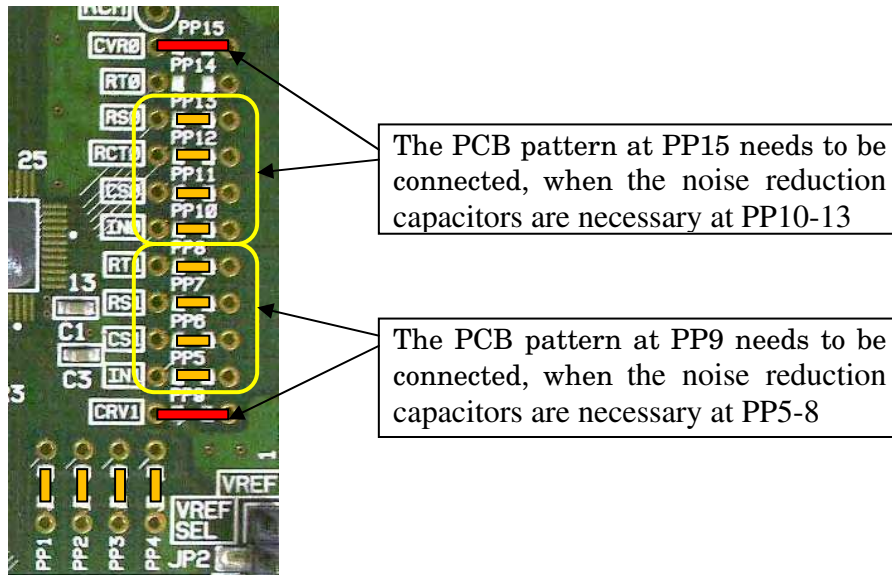 PP15
CVR0
PP14
RT0
PP13
RS0
PP12
25
RCT0
PP11
CS0
PP10
IN0
PP8
RT1
PP7
13
RS1
PP6
C1
CS1
PP5
C3
IN1
CRV1
1
VREF
VREF
SEL
JP2
PP1
PP2
PP3
PP4
The PCB pattern at PP15 needs to be
connected, when the noise reduction
capacitors are necessary at PP10-13
The PCB pattern at PP9 needs to be
connected, when the noise reduction
capacitors are necessary at PP5-8